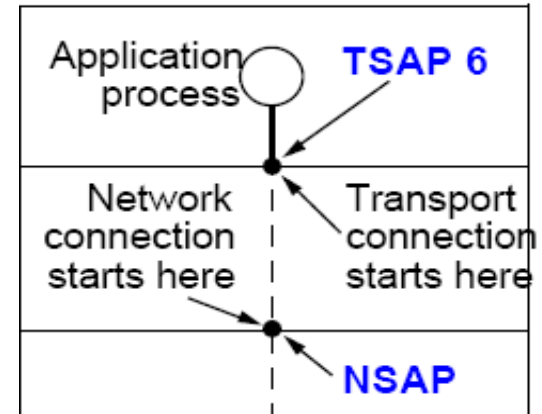 Application
process
TSAP 6
Network
connection
starts here
Transport
connection
starts here
NSAP